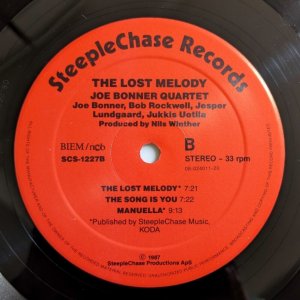 SteepleChase Records
THE LOST MELODY
JOE BONNER QUARTET
Joe Bonner, Bob Rockwell, Jesper
Lundgaard, Jukkis Uotila
Produced by Nils Winther
BIEM/ncb
SCS-1227B
B
STEREO - 33 rpm
THE LOST MELODY* 7:21
THE SONG IS YOU 7:22
MANUELLA* 9:13
*Published by SteepleChase Music,
KODA
℗ 1987
SteepleChase Productions ApS